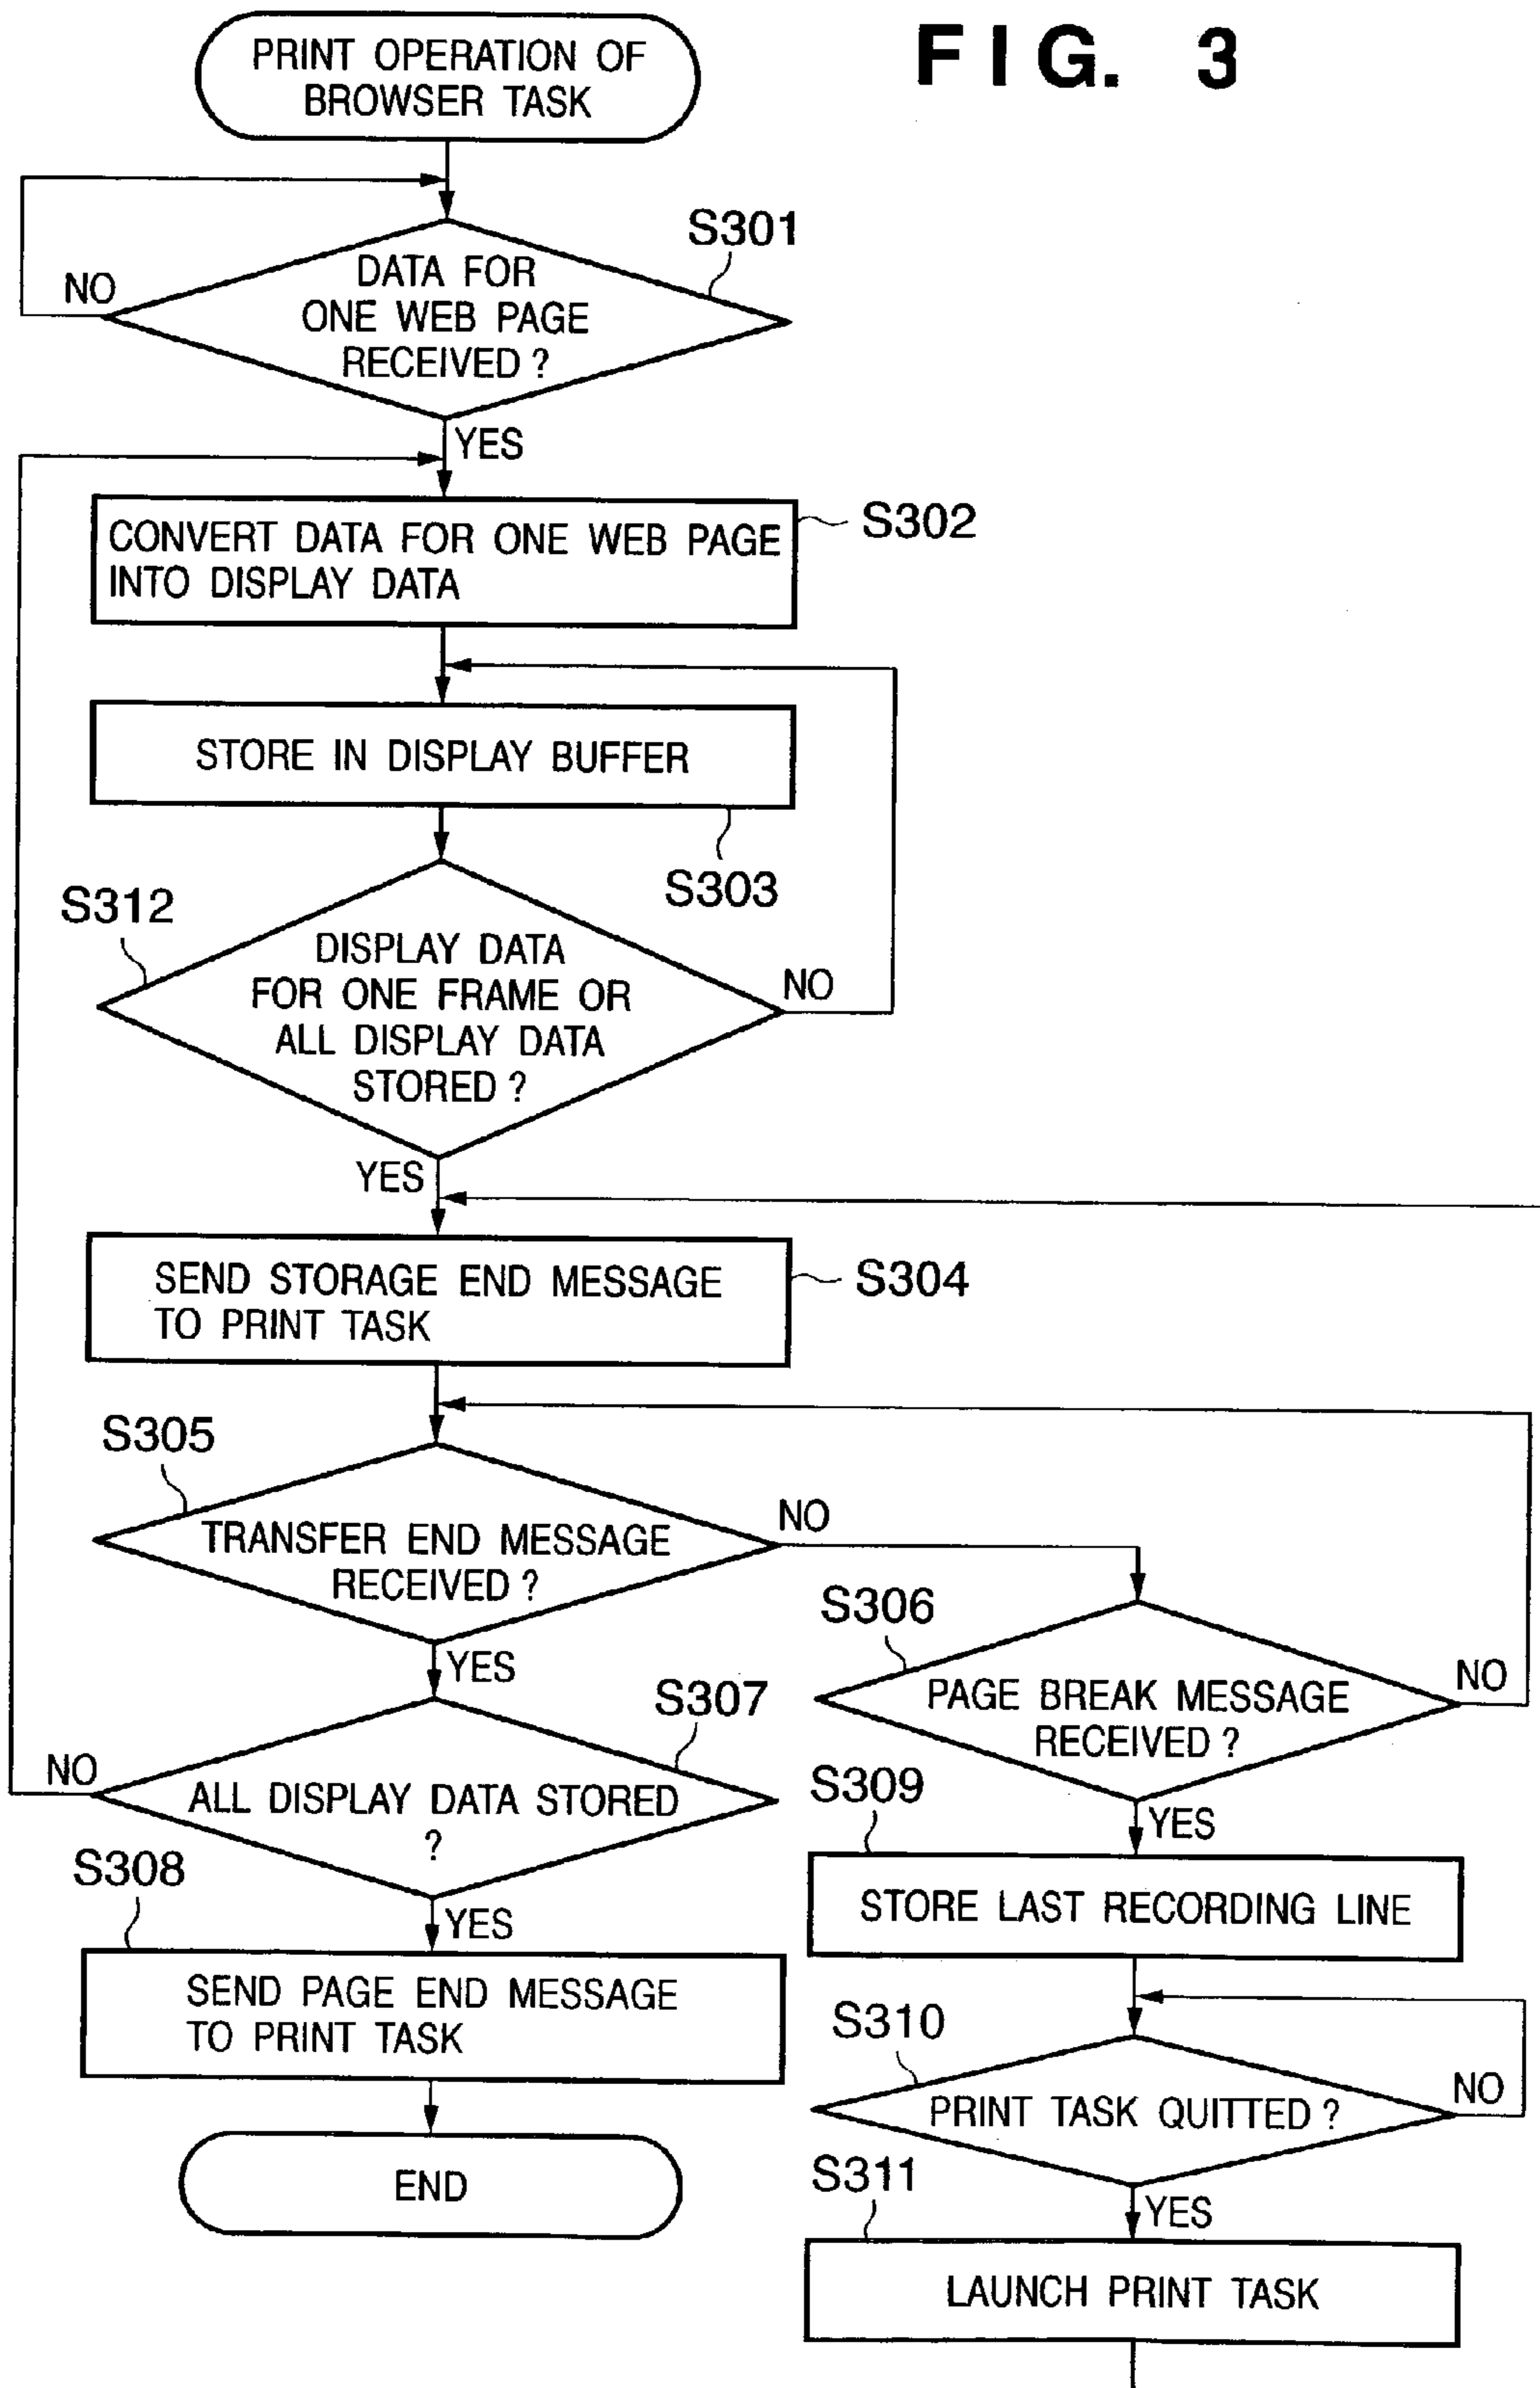 FIG. 3
PRINT OPERATION OF
BROWSER TASK
S301
DATA FOR
ONE WEB PAGE
RECEIVED ?
NO
YES
S302
CONVERT DATA FOR ONE WEB PAGE
INTO DISPLAY DATA
STORE IN DISPLAY BUFFER
S303
S312
DISPLAY DATA
FOR ONE FRAME OR
ALL DISPLAY DATA
STORED ?
NO
YES
S304
SEND STORAGE END MESSAGE
TO PRINT TASK
S305
TRANSFER END MESSAGE
RECEIVED ?
NO
YES
S306
PAGE BREAK MESSAGE
RECEIVED ?
NO
YES
S307
ALL DISPLAY DATA STORED
?
NO
YES
S308
SEND PAGE END MESSAGE
TO PRINT TASK
END
S309
STORE LAST RECORDING LINE
S310
PRINT TASK QUITTED ?
NO
YES
S311
LAUNCH PRINT TASK